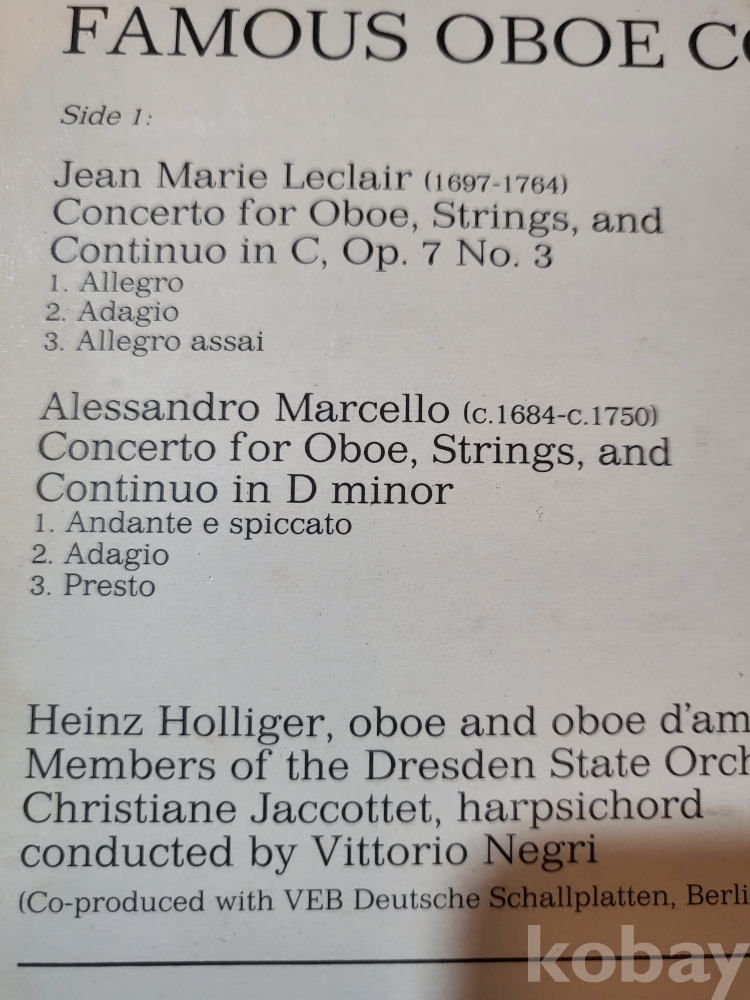 FAMOUS OBOE CO
Side 1:
Jean Marie Leclair (1697-1764)
Concerto for Oboe, Strings, and
Continuo in C, Op. 7 No. 3
1. Allegro
2. Adagio
3. Allegro assai
Alessandro Marcello (c.1684-c.1750)
Concerto for Oboe, Strings, and
Continuo in D minor
1. Andante e spiccato
2. Adagio
3. Presto
Heinz Holliger, oboe and oboe d'am
Members of the Dresden State Orch
Christiane Jaccottet, harpsichord
conducted by Vittorio Negri
(Co-produced with VEB Deutsche Schallplatten, Berli
kobay